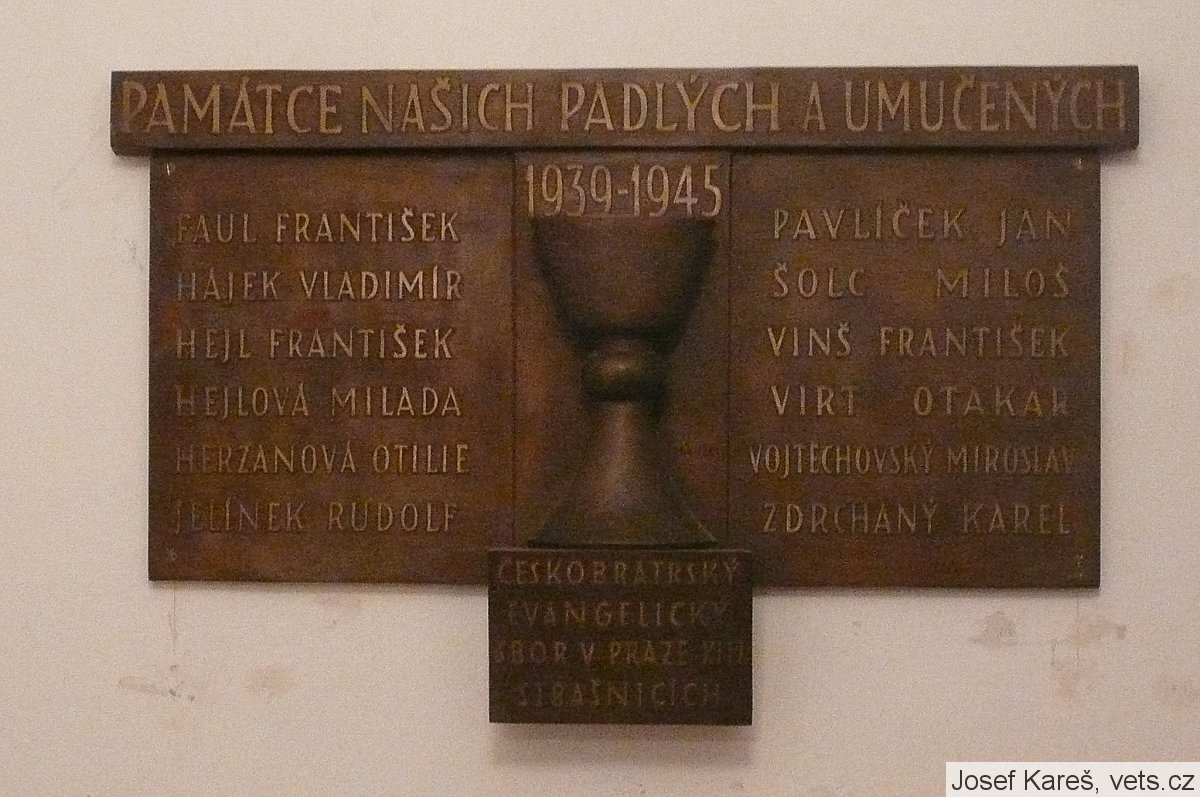 PAMÁTCE NAŠICH PADLÝCH A UMUČENÝCH
1939-1945
FAUL FRANTIŠEK
HÁJEK VLADIMÍR
HEJL FRANTIŠEK
HEJLOVÁ MILADA
HERZANOVÁ OTILIE
JELÍNEK RUDOLF
PAVLÍČEK JAN
ŠOLC MILOŠ
VINŠ FRANTIŠEK
VIRT OTAKAR
VOJTĚCHOVSKÝ MIROSLAV
ZDRCHANÝ KAREL
ČESKOBRATRSKÝ
EVANGELICKÝ
SBOR V PRAZE
STRAŠNICÍCH
Josef Kareš, vets.cz